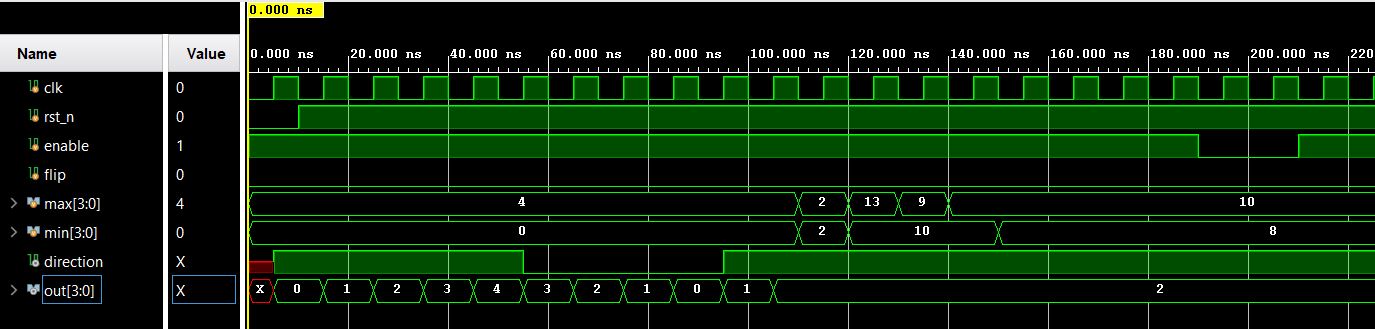 0.000 ns
Name Value 0.000 ns 20.000 ns 40.000 ns 60.000 ns 80.000 ns 100.000 ns 120.000 ns 140.000 ns 160.000 ns 180.000 ns 200.000 ns 220
clk 0
rst_n 0
enable 1
flip 0
max[3:0] 4 4 2 13 9 10
min[3:0] 0 0 2 10 8
direction X
out[3:0] X X 0 1 2 3 4 3 2 1 0 1 2